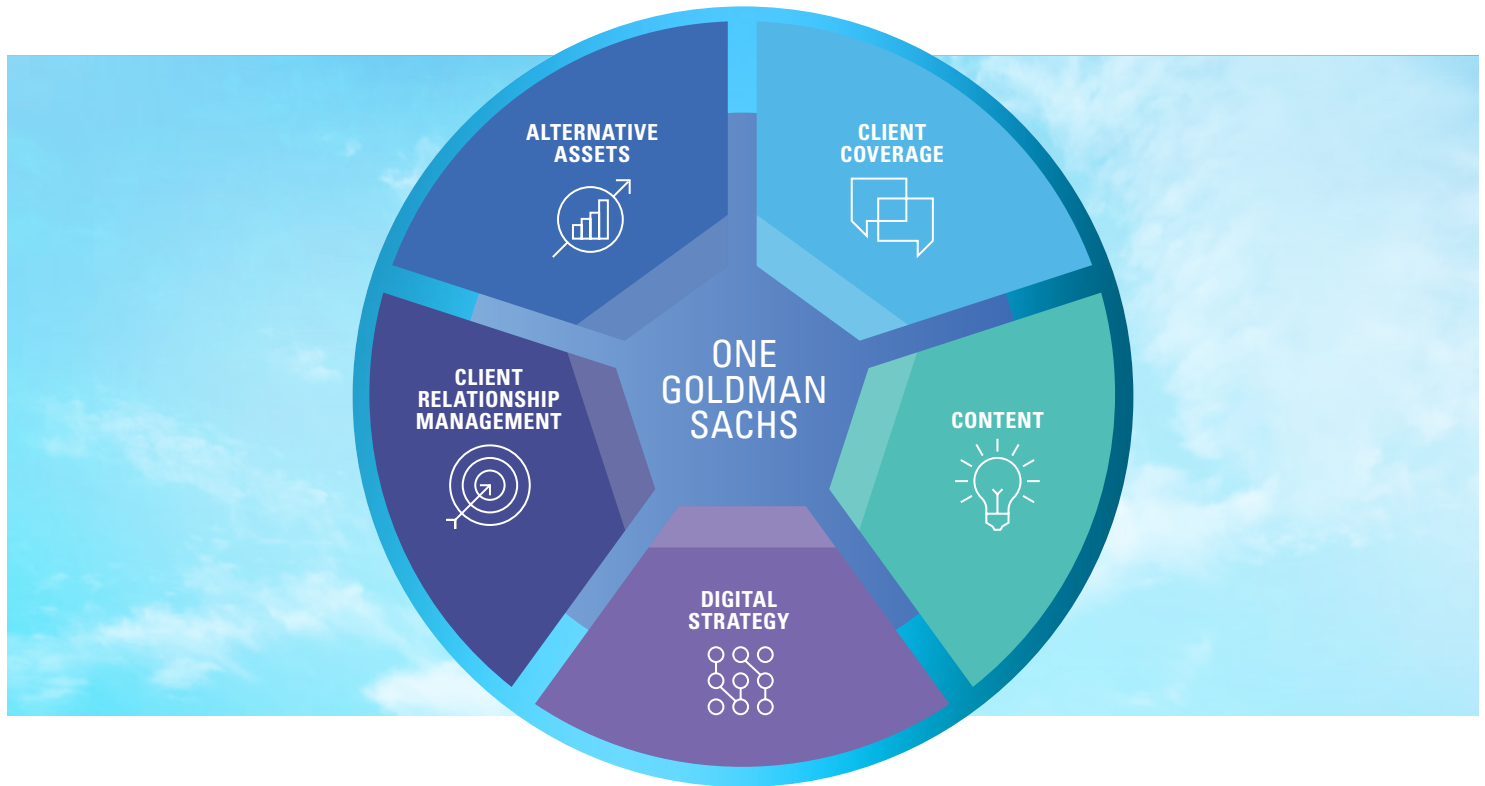 ALTERNATIVE
ASSETS
CLIENT
COVERAGE
CLIENT
RELATIONSHIP
MANAGEMENT
ONE
GOLDMAN
SACHS
CONTENT
DIGITAL
STRATEGY